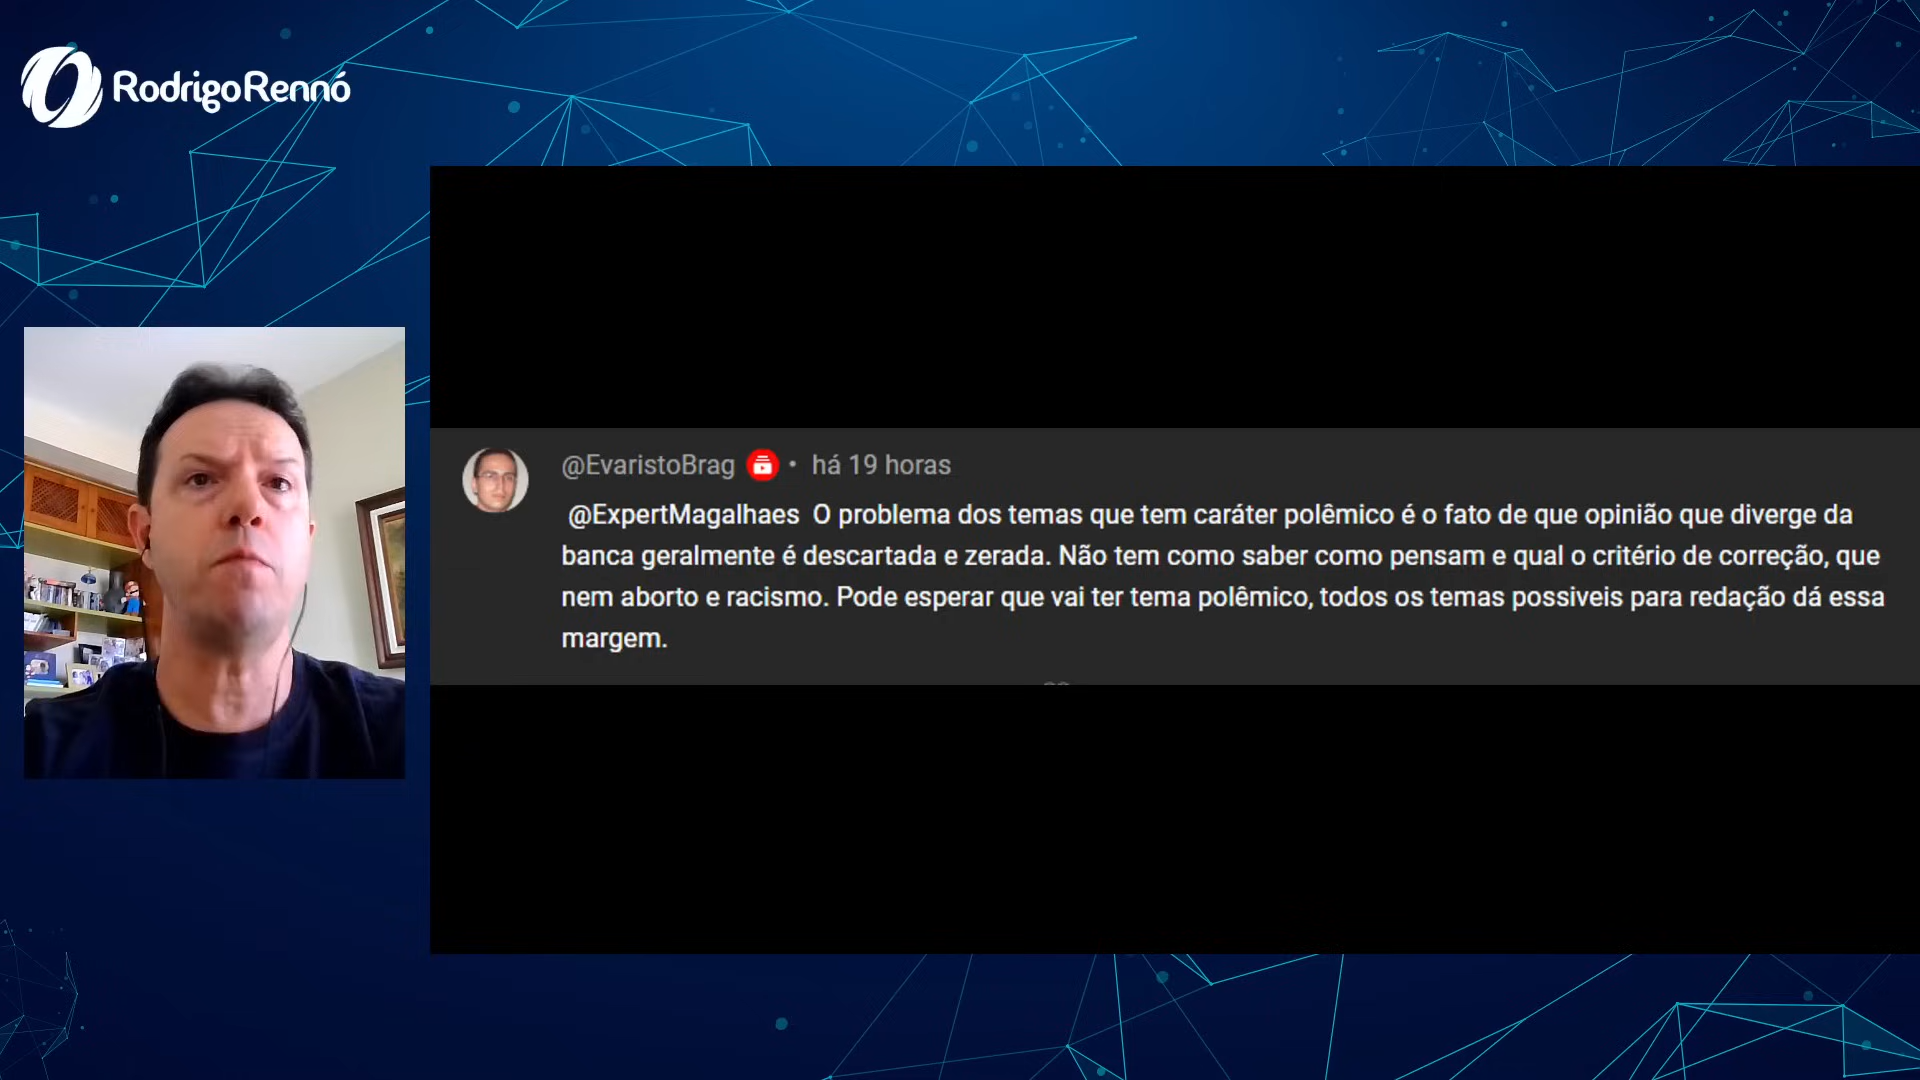 RodrigoRennó
@EvaristoBrag • há 19 horas
@ExpertMagalhaes O problema dos temas que tem caráter polêmico é o fato de que opinião que diverge da
banca geralmente é descartada e zerada. Não tem como saber como pensam e qual o critério de correção, que
nem aborto e racismo. Pode esperar que vai ter tema polêmico, todos os temas possiveis para redação dá essa
margem.